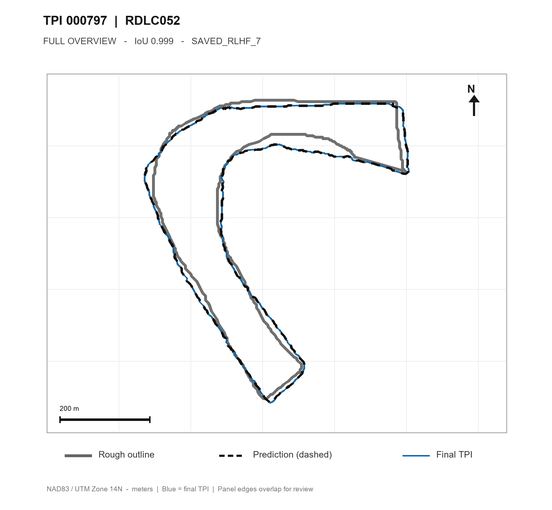 TPI 000797 | RDLC052
FULL OVERVIEW - IoU 0.999 - SAVED_RLHF_7
N
200 m
Rough outline Prediction (dashed) Final TPI
NAD83 / UTM Zone 14N - meters | Blue = final TPI | Panel edges overlap for review